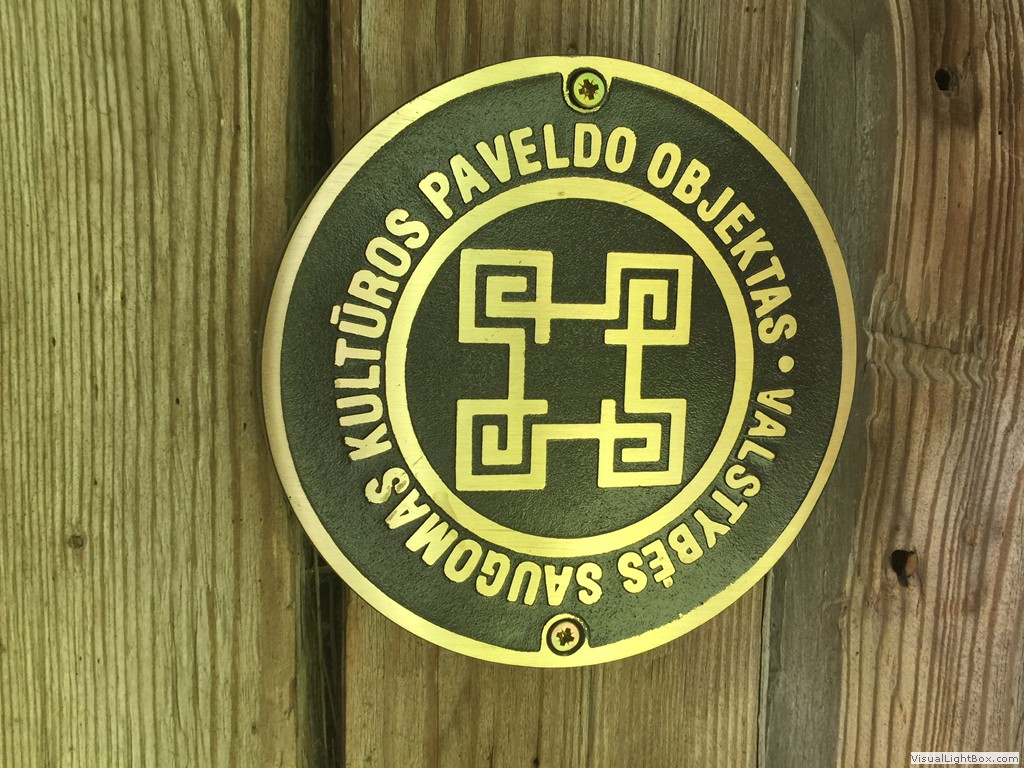 VALSTYBĖS SAUGOMAS KULTŪROS PAVELDO OBJEKTAS •
VisualLightBox.com